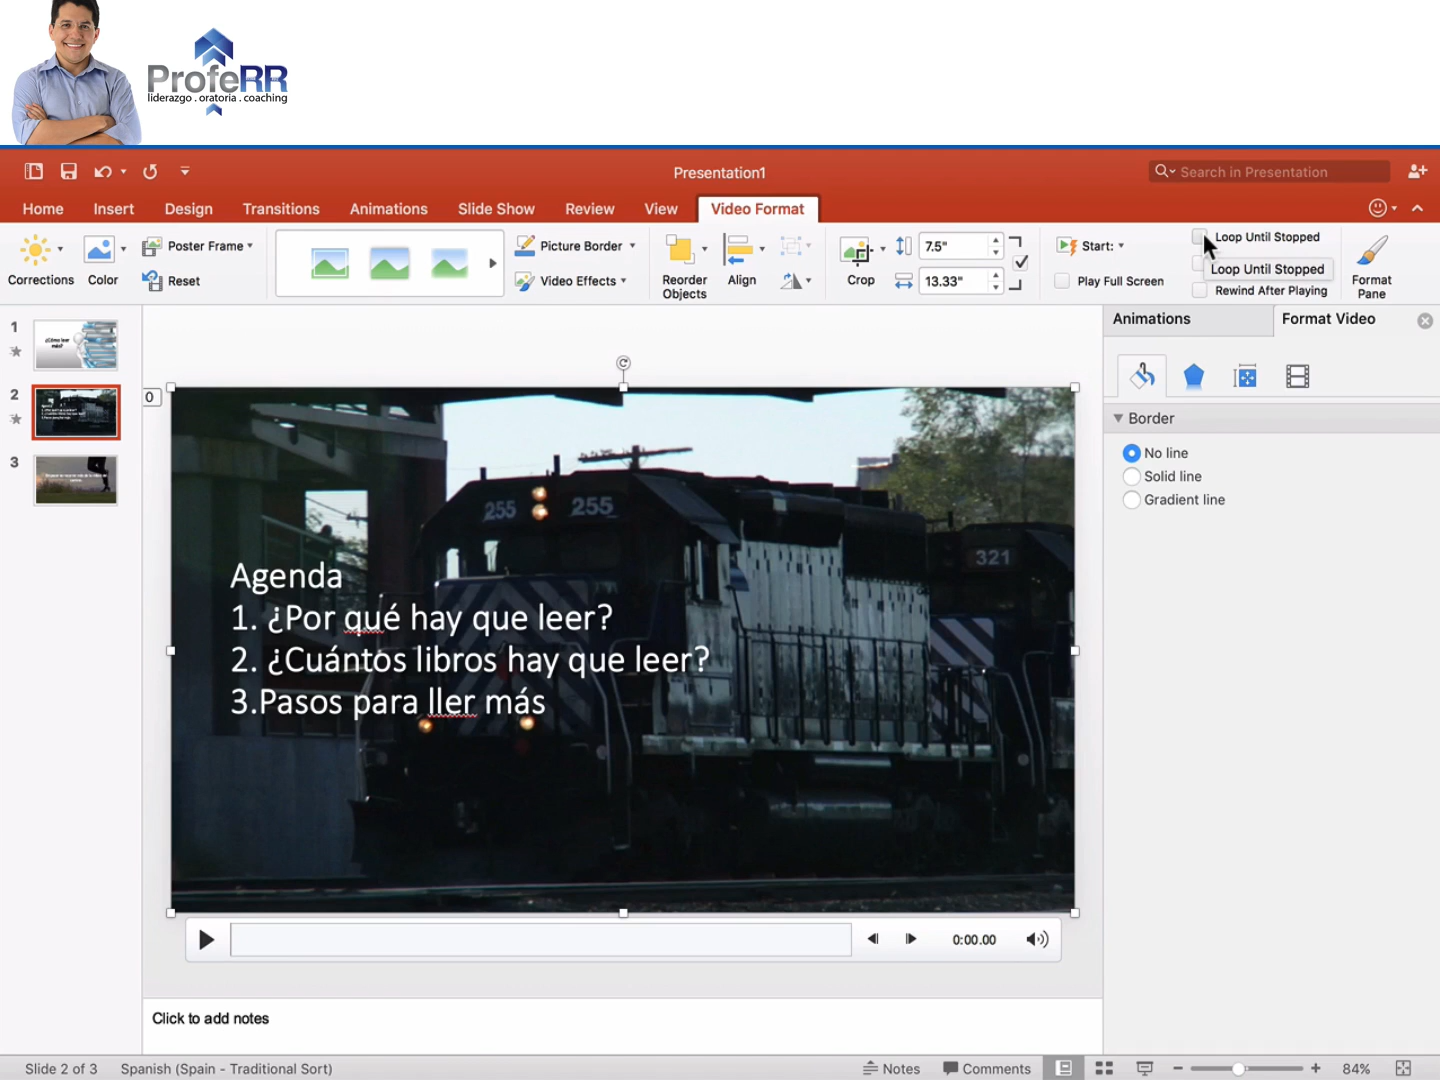 ProfeRR
liderazgo . oratoria . coaching
Presentation1
Search in Presentation
Home
Insert
Design
Transitions
Animations
Slide Show
Review
View
Video Format
Corrections
Color
Poster Frame
Reset
Picture Border
Video Effects
Reorder
Objects
Align
Crop
7.5"
13.33"
Start:
Play Full Screen
Loop Until Stopped
Loop Until Stopped
Rewind After Playing
Format
Pane
1
¿Cómo leer
más?
2
3
0
255
255
321
Agenda
1. ¿Por qué hay que leer?
2. ¿Cuántos libros hay que leer?
3.Pasos para ller más
0:00.00
Animations
Format Video
Border
No line
Solid line
Gradient line
Click to add notes
Slide 2 of 3
Spanish (Spain - Traditional Sort)
Notes
Comments
84%